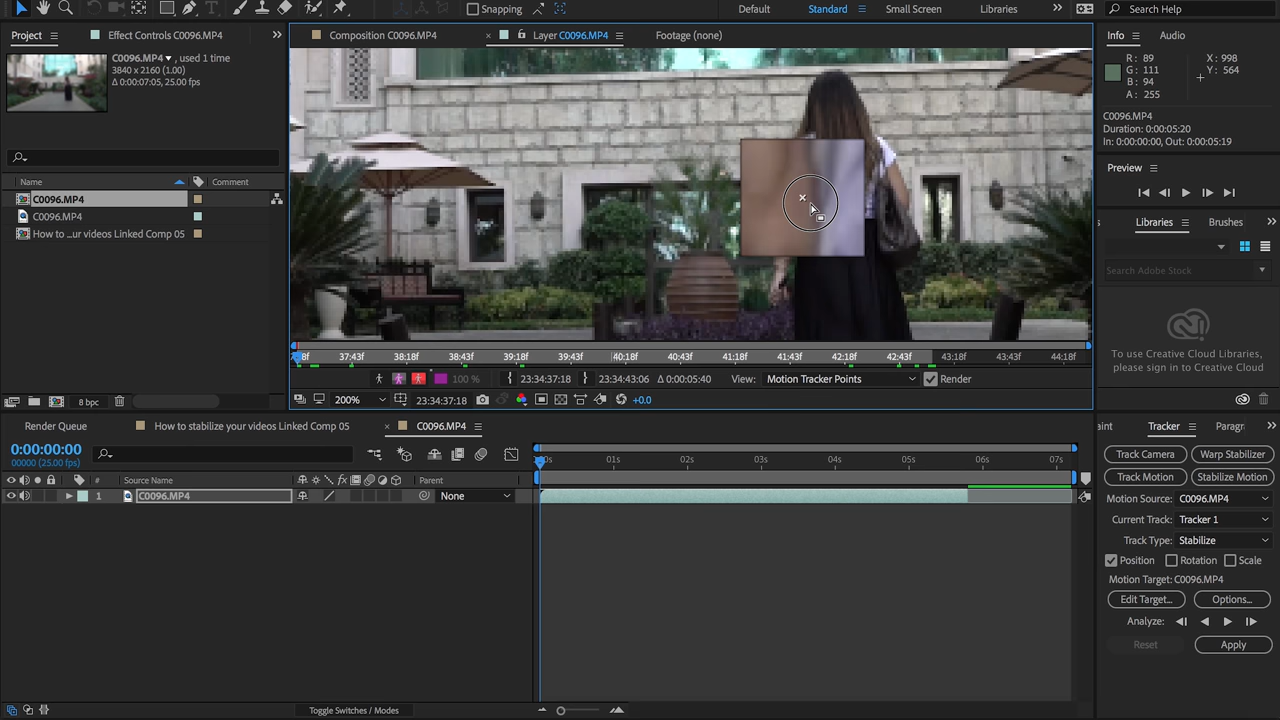 Snapping
Default
Standard
Small Screen
Libraries
Search Help
Project
Effect Controls C0096.MP4
Composition C0096.MP4
Layer C0096.MP4
Footage (none)
Info
Audio
C0096.MP4, used 1 time
3840 x 2160 (1.00)
Δ 0:00:07:05, 25.00 fps
R: 89
G: 111
B: 94
A: 255
X: 998
Y: 564
C0096.MP4
Duration: 0:00:05:20
In: 0:00:00:00, Out: 0:00:05:19
Preview
Name
Comment
C0096.MP4
C0096.MP4
How to ...ur videos Linked Comp 05
Libraries
Brushes
Search Adobe Stock
To use Creative Cloud Libraries,
please sign in to Creative Cloud
37:43f
38:18f
38:43f
39:18f
39:43f
40:18f
40:43f
41:18f
41:43f
42:18f
42:43f
43:18f
43:43f
44:18f
100 %
23:34:37:18
23:34:43:06
Δ 0:00:05:40
View:
Motion Tracker Points
Render
8 bpc
200%
23:34:37:18
+0.0
Render Queue
How to stabilize your videos Linked Comp 05
C0096.MP4
aint
Tracker
Paragr
0:00:00:00
00000 (25.00 fps)
01s
02s
03s
04s
05s
06s
07s
#
Source Name
Parent
1
C0096.MP4
None
Track Camera
Warp Stabilizer
Track Motion
Stabilize Motion
Motion Source:
C0096.MP4
Current Track:
Tracker 1
Track Type:
Stabilize
Position
Rotation
Scale
Motion Target: C0096.MP4
Edit Target...
Options...
Analyze:
Reset
Apply
Toggle Switches / Modes